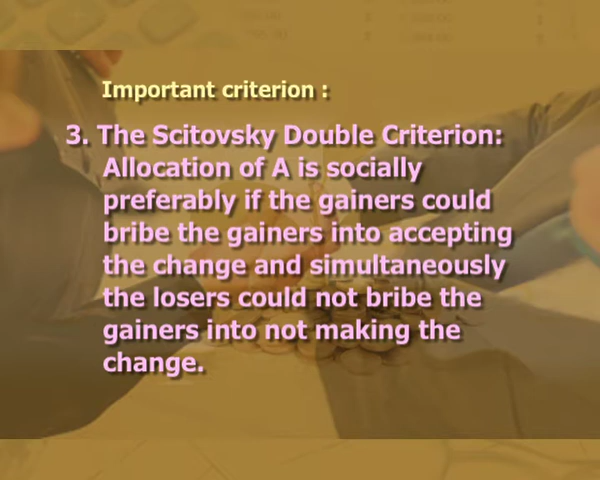 Important criterion :
3. The Scitovsky Double Criterion:
Allocation of A is socially
preferably if the gainers could
bribe the gainers into accepting
the change and simultaneously
the losers could not bribe the
gainers into not making the
change.